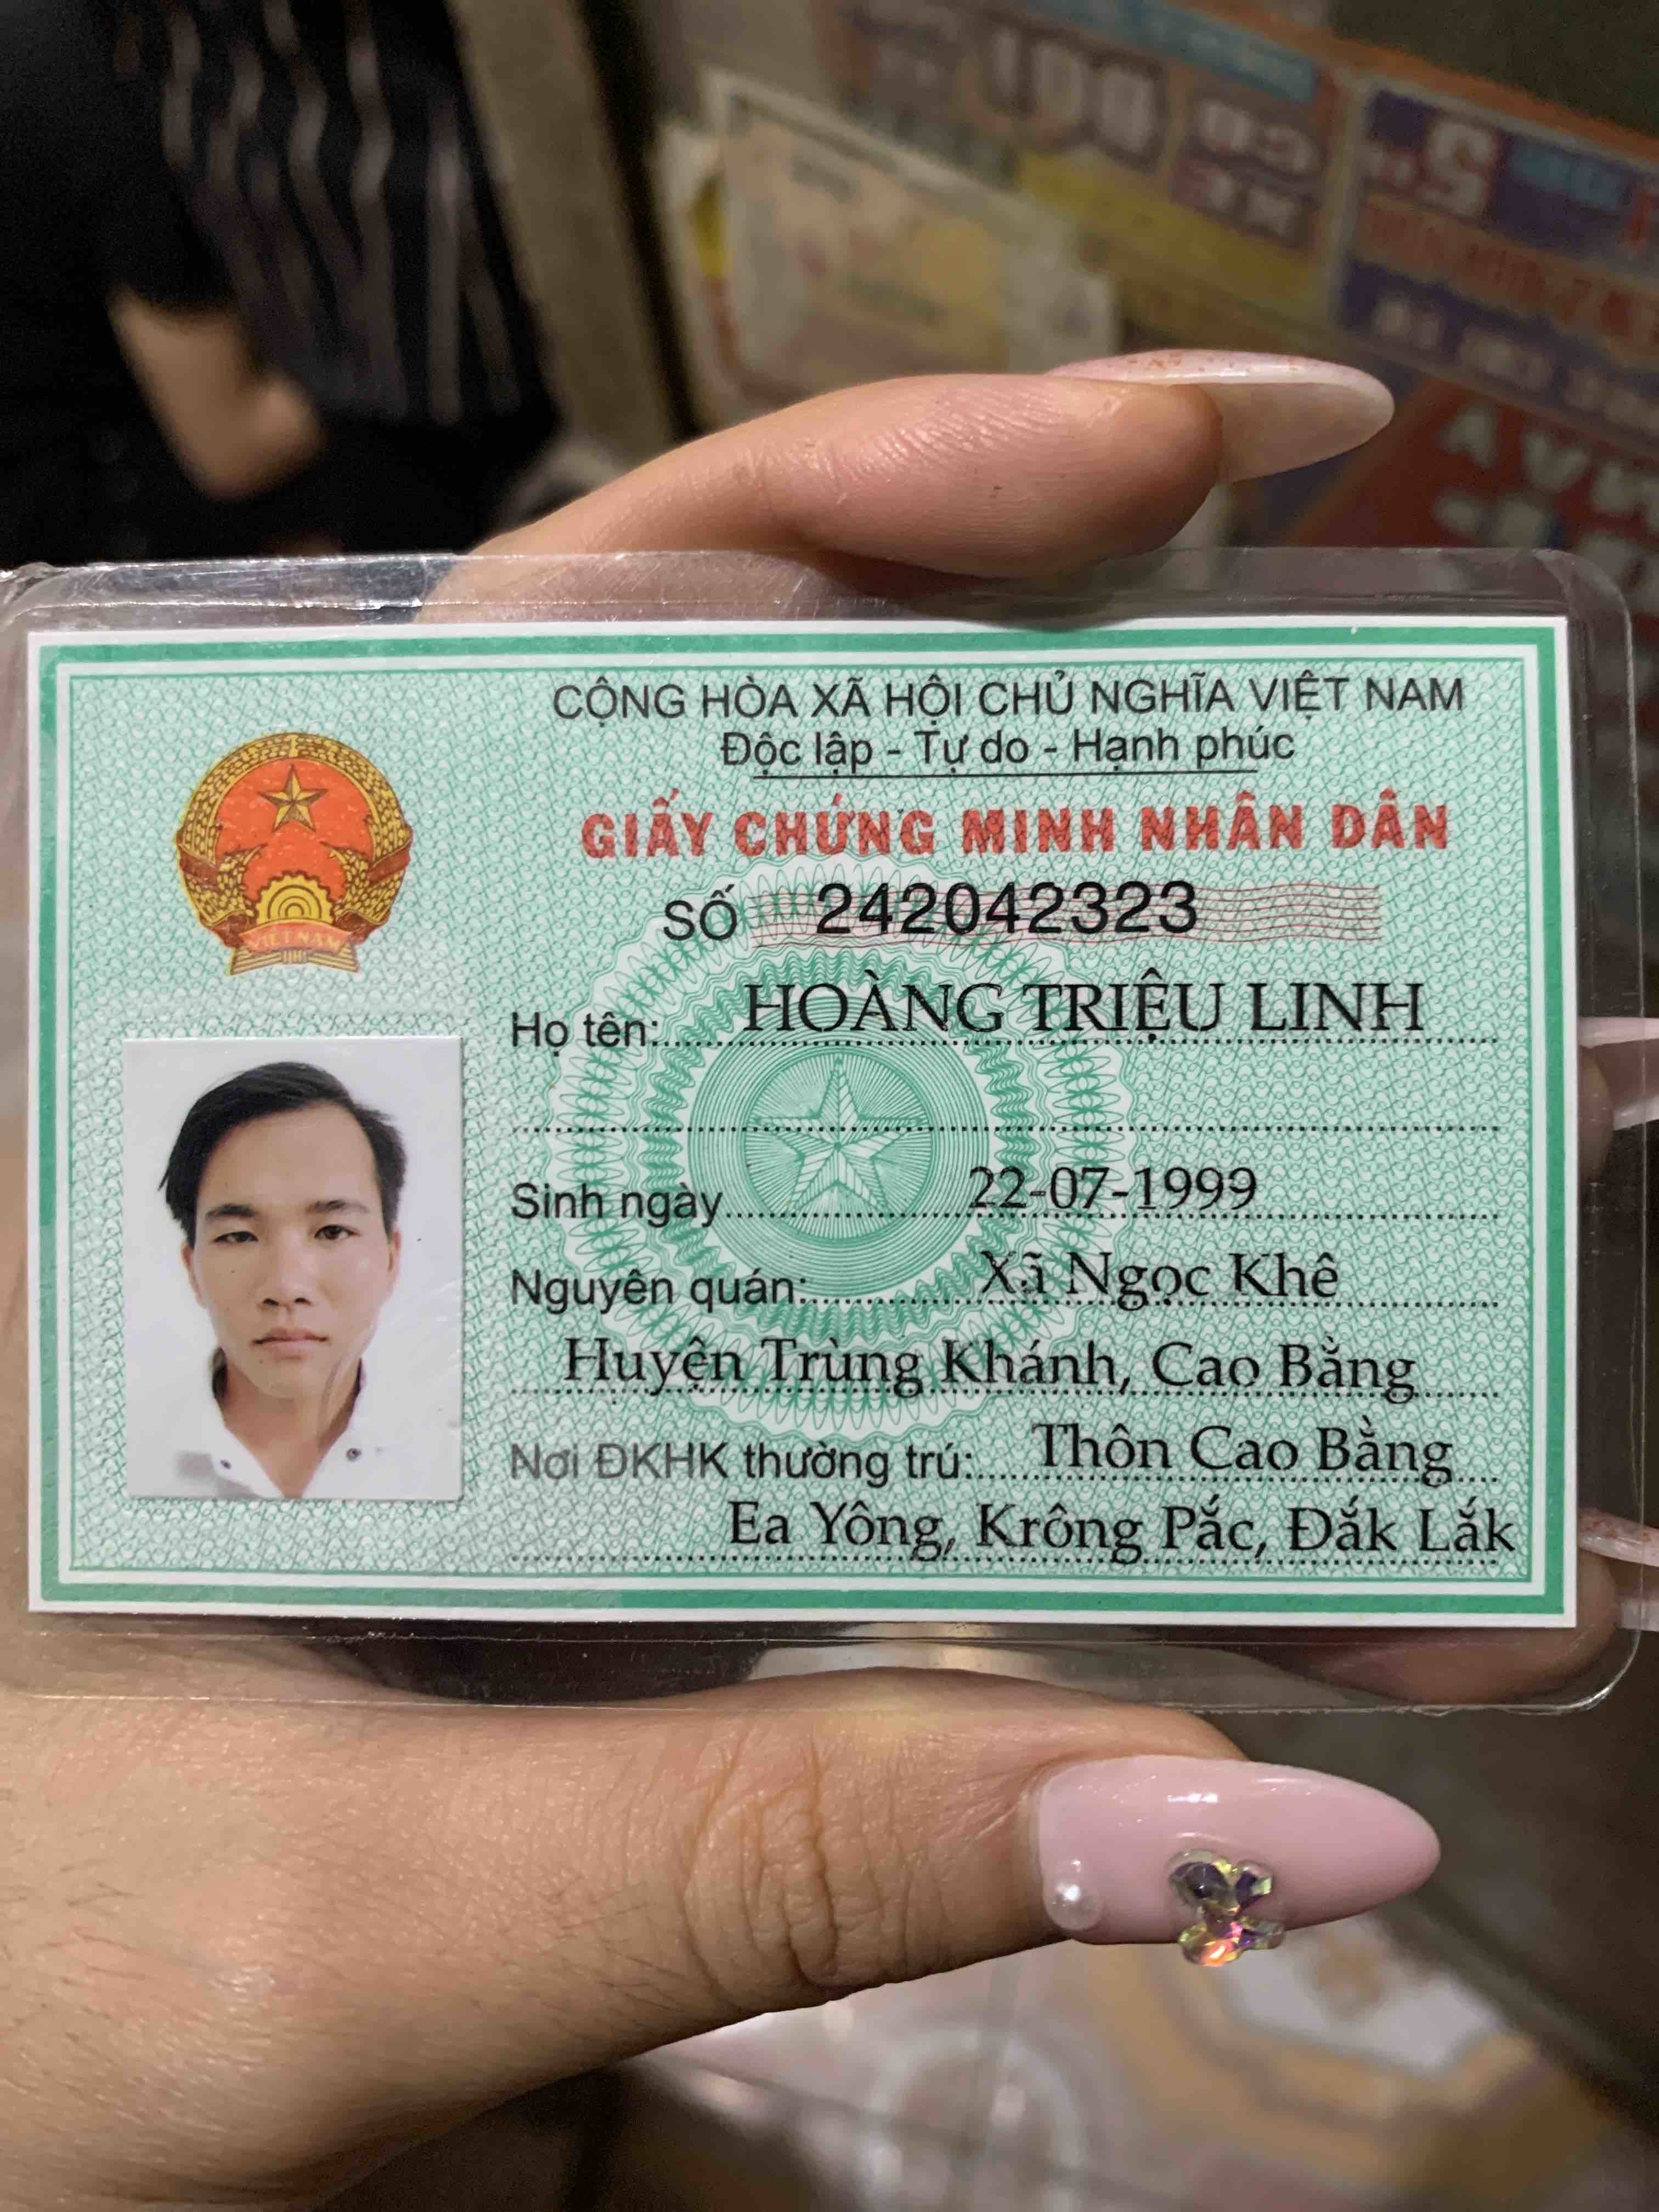 CỘNG HÒA XÃ HỘI CHỦ NGHĨA VIỆT NAM
Độc lập - Tự do - Hạnh phúc
GIẤY CHỨNG MINH NHÂN DÂN
SỐ 242042323
Họ tên: HOÀNG TRIỆU LINH
Sinh ngày 22-07-1999
Nguyên quán: Xã Ngọc Khê
Huyện Trùng Khánh, Cao Bằng
Nơi ĐKHK thường trú: Thôn Cao Bằng
Ea Yông, Krông Pắc, Đắk Lắk
VIỆT NAM